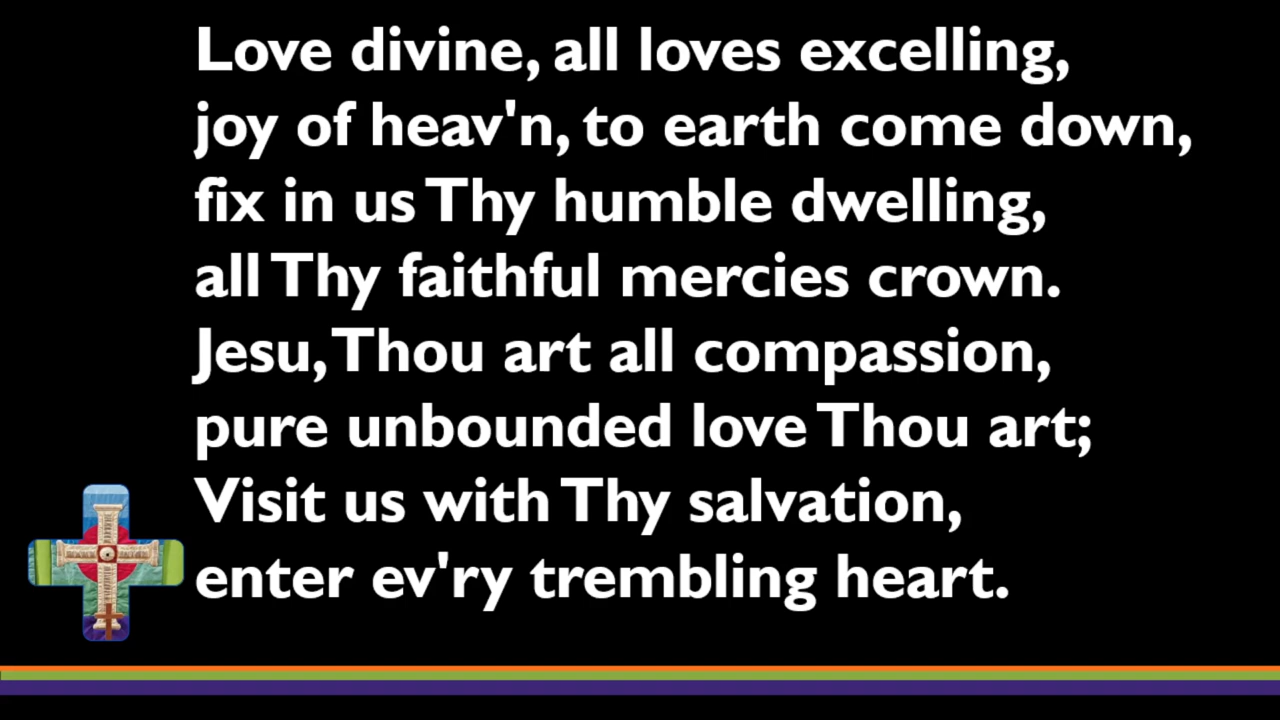 Love divine, all loves excelling,
joy of heav'n, to earth come down,
fix in us Thy humble dwelling,
all Thy faithful mercies crown.
Jesu, Thou art all compassion,
pure unbounded love Thou art;
Visit us with Thy salvation,
enter ev'ry trembling heart.